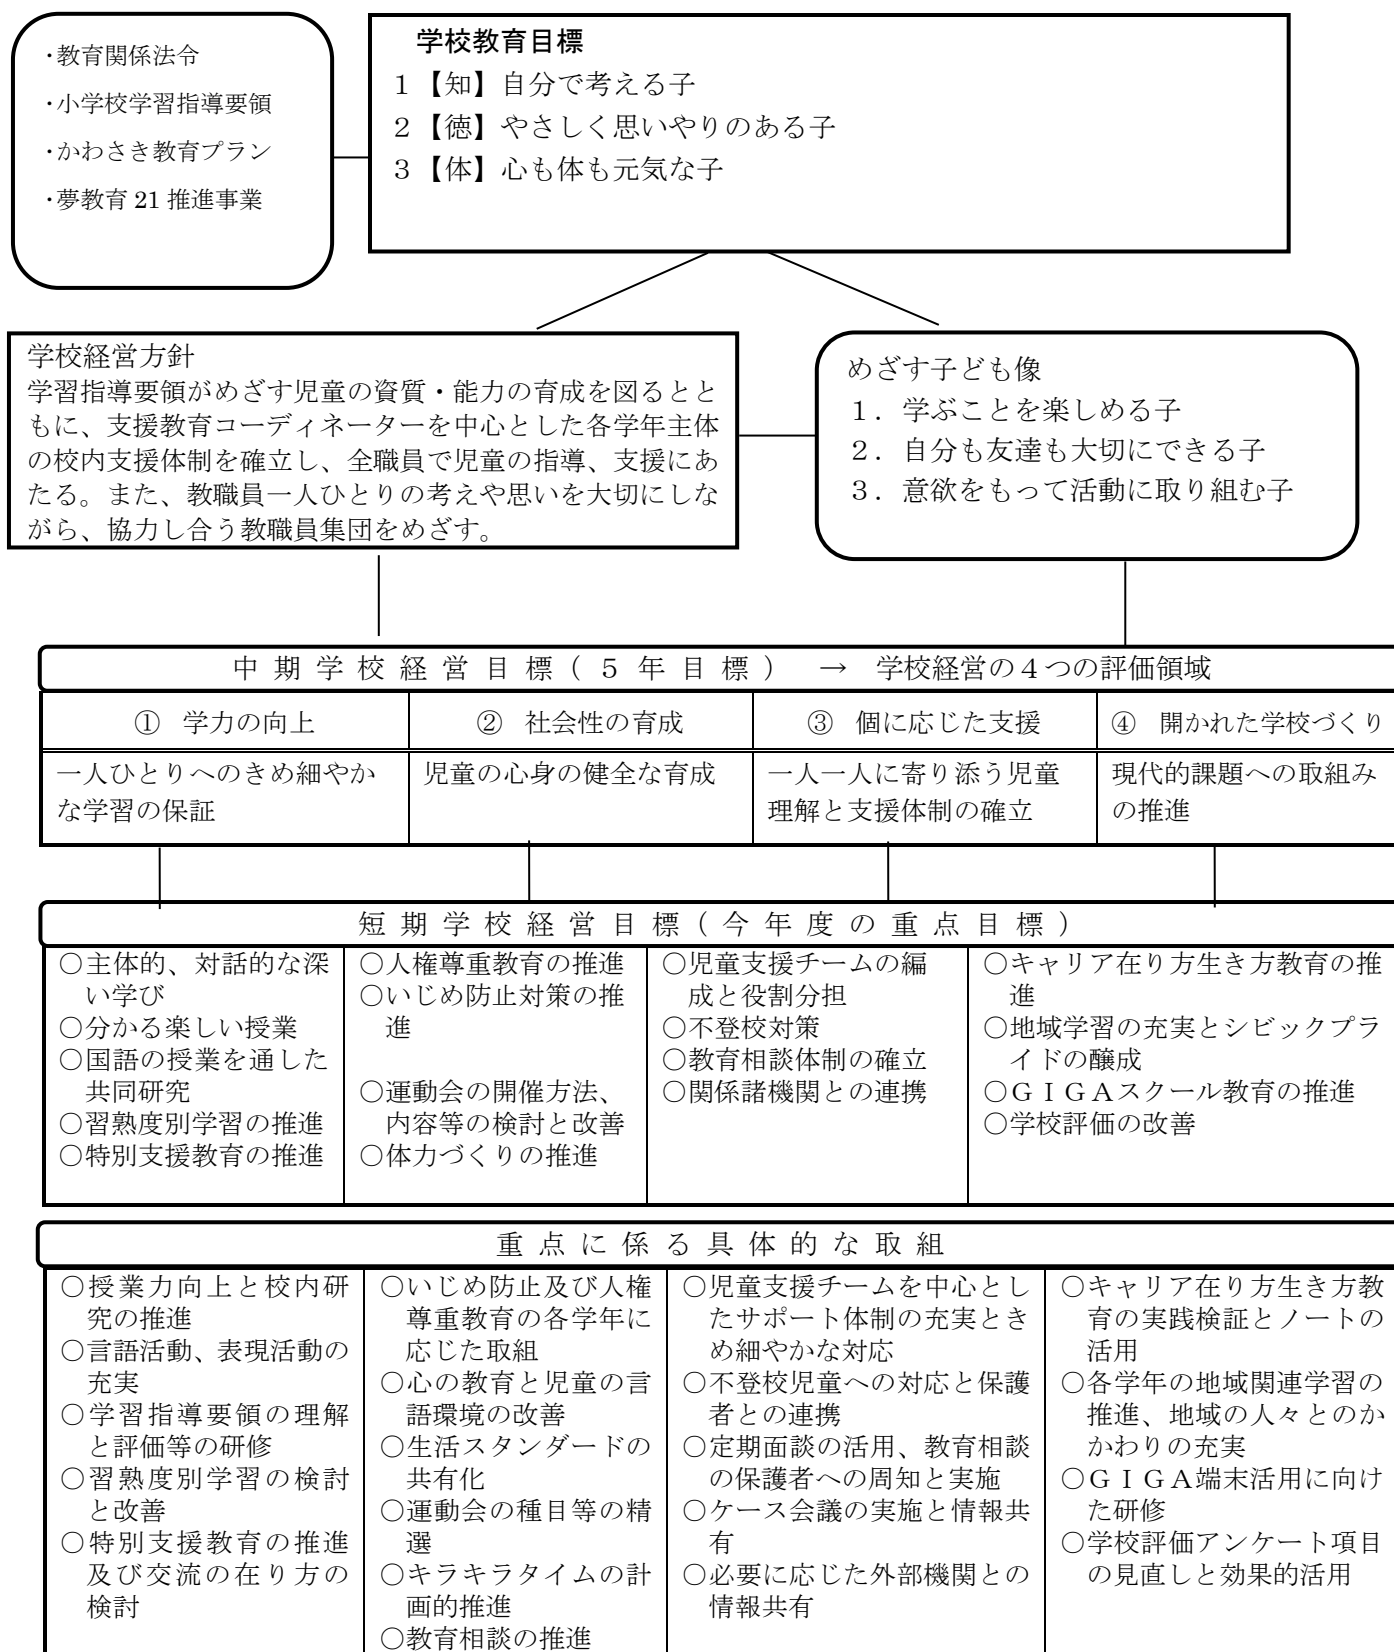 ・教育関係法令
・小学校学習指導要領
・かわさき教育プラン
・夢教育 21 推進事業
学校教育目標
１【知】自分で考える子
２【徳】やさしく思いやりのある子
３【体】心も体も元気な子
学校経営方針
学習指導要領がめざす児童の資質・能力の育成を図るとと
もに、支援教育コーディネーターを中心とした各学年主体
の校内支援体制を確立し、全職員で児童の指導、支援にあ
たる。また、教職員一人ひとりの考えや思いを大切にしな
がら、協力し合う教職員集団をめざす。
めざす子ども像
１．学ぶことを楽しめる子
２．自分も友達も大切にできる子
３．意欲をもって活動に取り組む子
中期学校経営目標(５年目標) → 学校経営の４つの評価領域
① 学力の向上
② 社会性の育成
③ 個に応じた支援
④ 開かれた学校づくり
一人ひとりへのきめ細やか
な学習の保証
児童の心身の健全な育成
一人一人に寄り添う児童
理解と支援体制の確立
現代的課題への取組み
の推進
短期学校経営目標(今年度の重点目標)
○主体的、対話的な深
い学び
○分かる楽しい授業
○国語の授業を通した
共同研究
○習熟度別学習の推進
○特別支援教育の推進
○人権尊重教育の推進
○いじめ防止対策の推
進
○運動会の開催方法、
内容等の検討と改善
○体力づくりの推進
○児童支援チームの編
成と役割分担
○不登校対策
○教育相談体制の確立
○関係諸機関との連携
○キャリア在り方生き方教育の推
進
○地域学習の充実とシビックプラ
イドの醸成
○ＧＩＧＡスクール教育の推進
○学校評価の改善
重点に係る具体的な取組
○授業力向上と校内研
究の推進
○言語活動、表現活動の
充実
○学習指導要領の理解
と評価等の研修
○習熟度別学習の検討
と改善
○特別支援教育の推進
及び交流の在り方の
検討
○いじめ防止及び人権
尊重教育の各学年に
応じた取組
○心の教育と児童の言
語環境の改善
○生活スタンダードの
共有化
○運動会の種目等の精
選
○キラキラタイムの計
画的推進
○教育相談の推進
○児童支援チームを中心とし
たサポート体制の充実とき
め細やかな対応
○不登校児童への対応と保護
者との連携
○定期面談の活用、教育相談
の保護者への周知と実施
○ケース会議の実施と情報共
有
○必要に応じた外部機関との
情報共有
○キャリア在り方生き方教
育の実践検証とノートの
活用
○各学年の地域関連学習の
推進、地域の人々とのか
かわりの充実
○ＧＩＧＡ端末活用に向け
た研修
○学校評価アンケート項目
の見直しと効果的活用